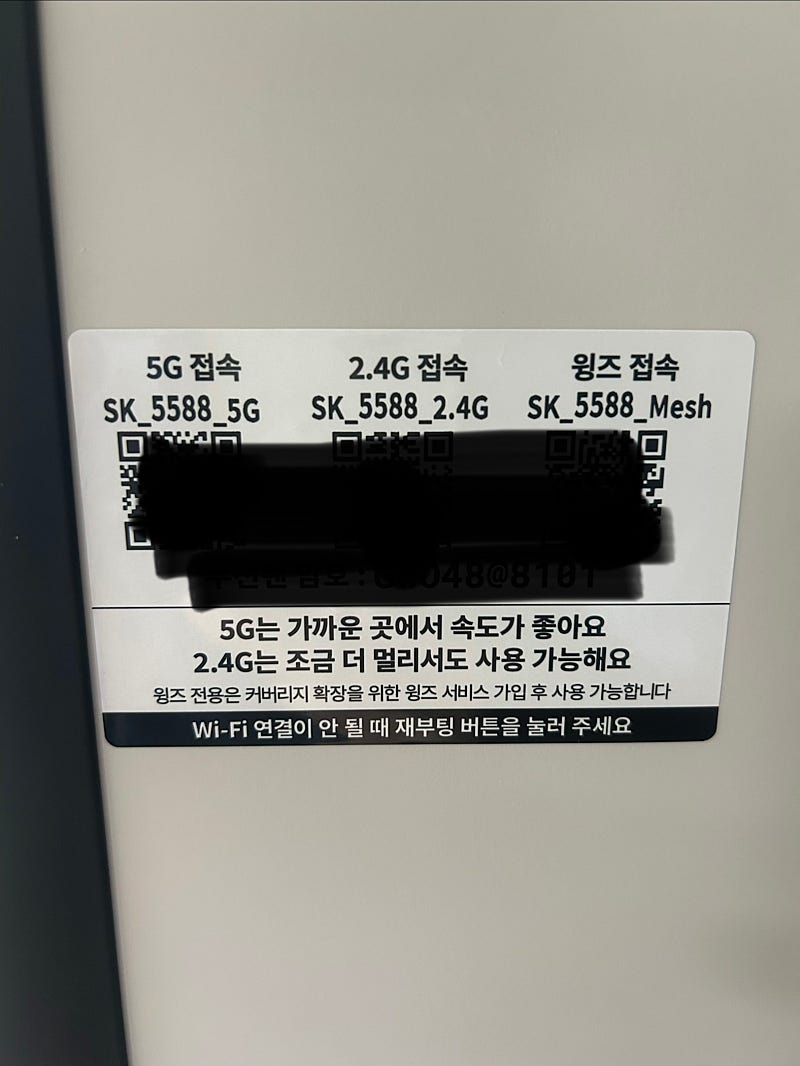 5G 접속 2.4G 접속 윙즈 접속
SK_5588_5G SK_5588_2.4G SK_5588_Mesh
5G는 가까운 곳에서 속도가 좋아요
2.4G는 조금 더 멀리서도 사용 가능해요
윙즈 전용은 커버리지 확장을 위한 윙즈 서비스 가입 후 사용 가능합니다
Wi-Fi 연결이 안 될 때 재부팅 버튼을 눌러 주세요